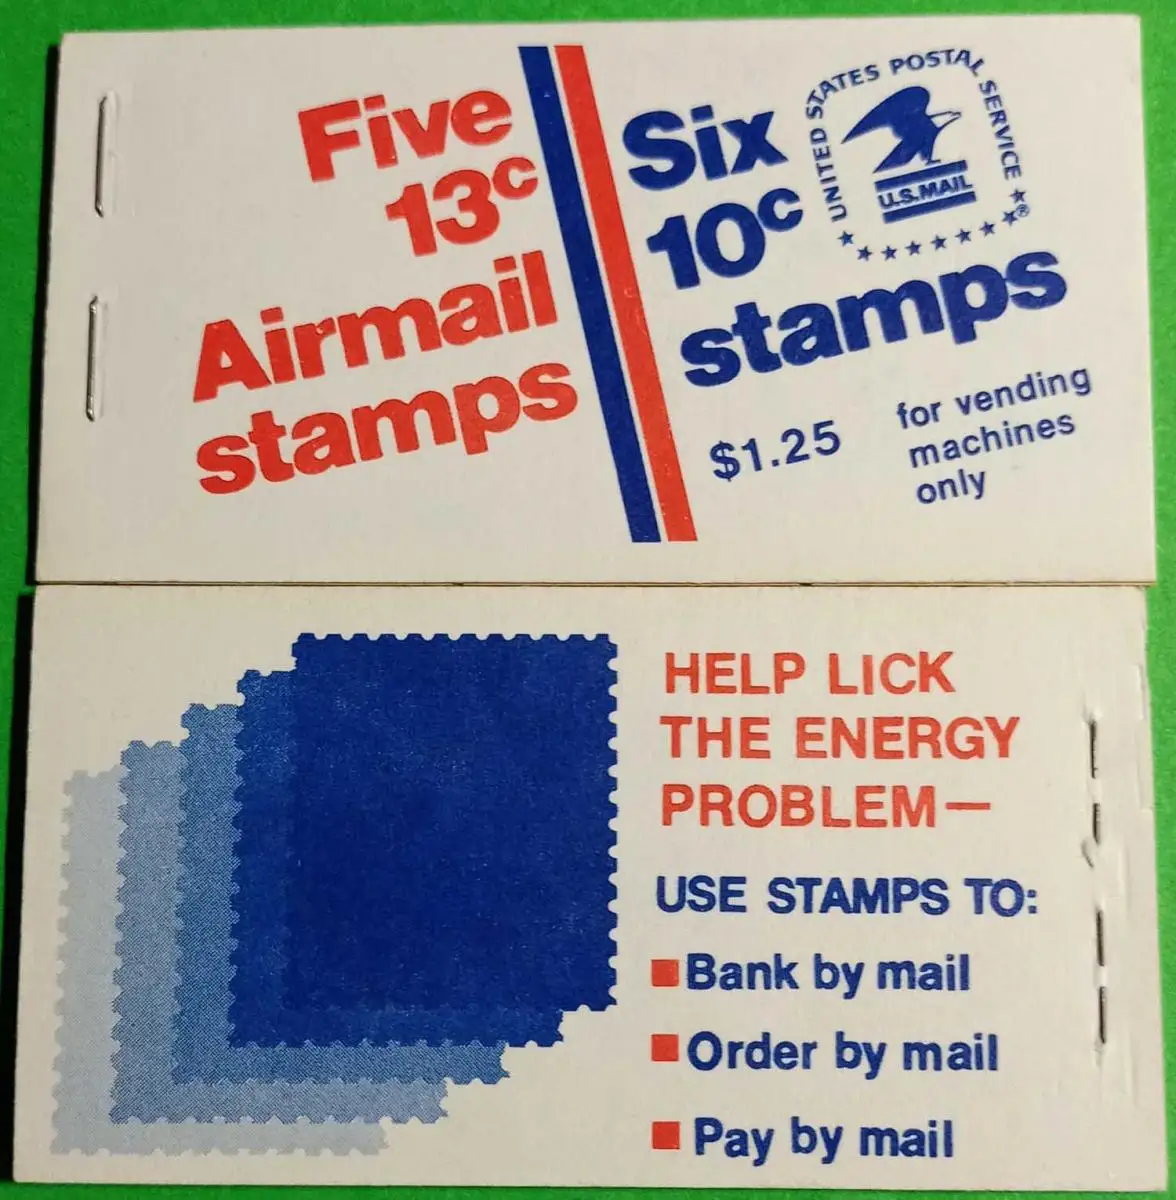 Five
13c
Airmail
stamps
Six
10c
stamps
UNITED STATES POSTAL SERVICE ®
U.S.MAIL
$1.25
for vending
machines
only
HELP LICK
THE ENERGY
PROBLEM—
USE STAMPS TO:
Bank by mail
Order by mail
Pay by mail